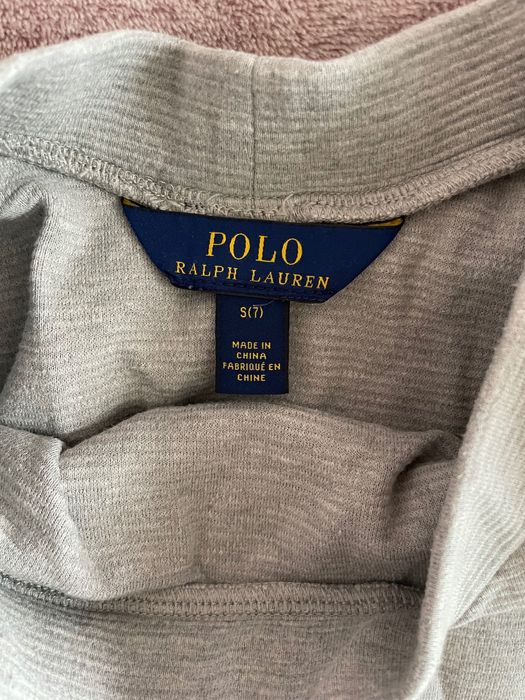 POLO
RALPH LAUREN
S(7)
MADE IN
CHINA
FABRIQUÉ EN
CHINE